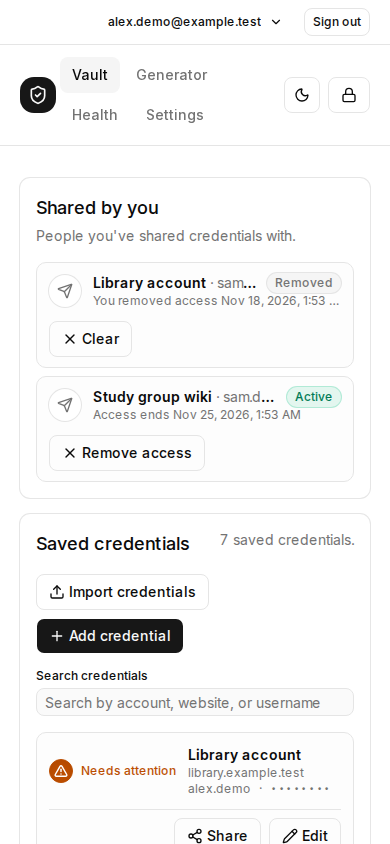 alex.demo@example.test
Sign out
Vault
Generator
Health
Settings
Shared by you
People you've shared credentials with.
Library account · sam... Removed
You removed access Nov 18, 2026, 1:53 ...
Clear
Study group wiki · sam.d... Active
Access ends Nov 25, 2026, 1:53 AM
Remove access
Saved credentials
7 saved credentials.
Import credentials
Add credential
Search credentials
Search by account, website, or username
Needs attention
Library account
library.example.test
alex.demo · ••••••••
Share
Edit